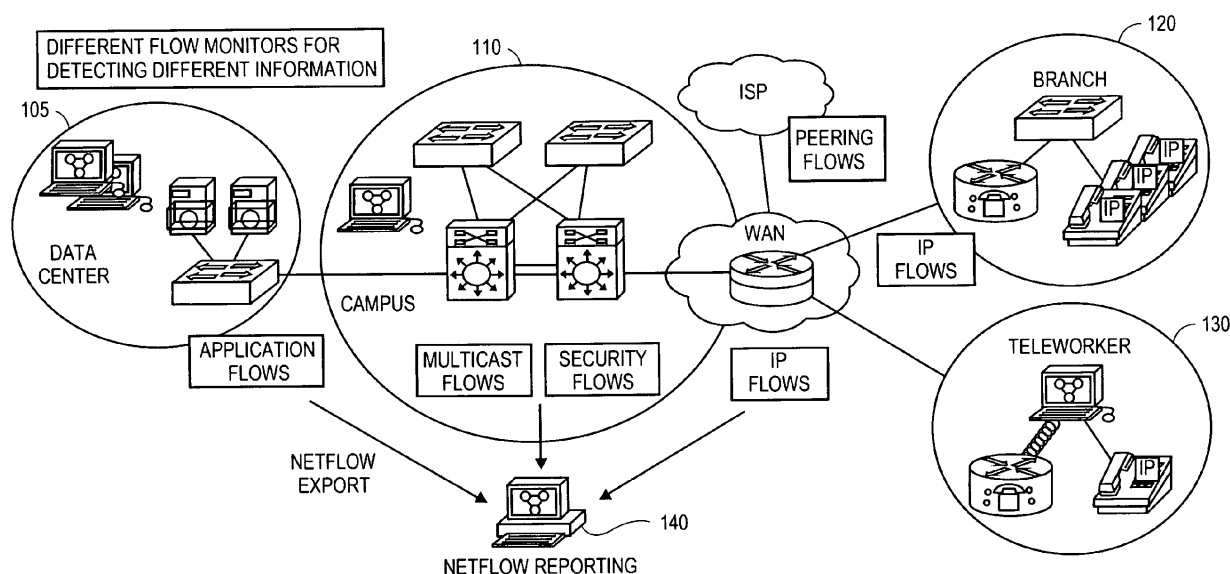 DIFFERENT FLOW MONITORS FOR
DETECTING DIFFERENT INFORMATION
105
DATA
CENTER
APPLICATION
FLOWS
110
CAMPUS
MULTICAST
FLOWS
SECURITY
FLOWS
ISP
PEERING
FLOWS
WAN
IP
FLOWS
IP
FLOWS
120
BRANCH
IP
IP
IP
130
TELEWORKER
IP
NETFLOW
EXPORT
140
NETFLOW REPORTING